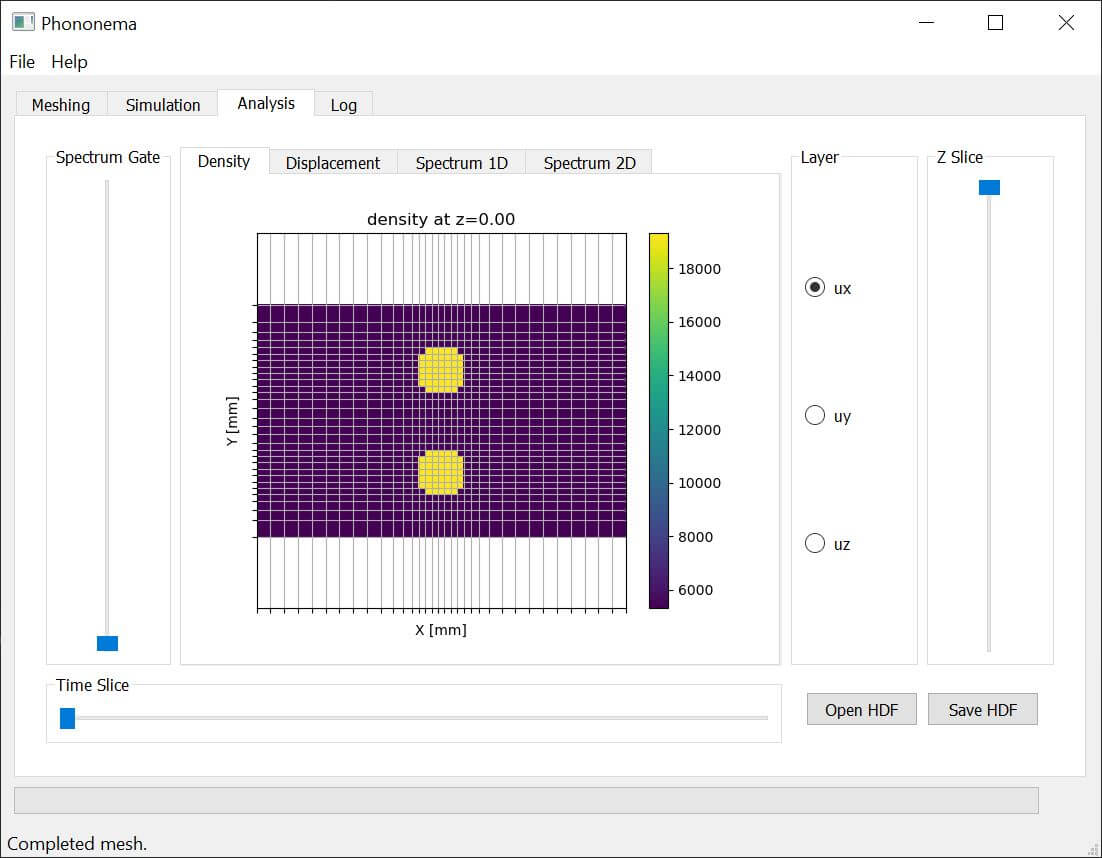 Phononema
File Help
Meshing Simulation Analysis Log
Spectrum Gate
Density Displacement Spectrum 1D Spectrum 2D
Layer
Z Slice
density at z=0.00
18000
16000
14000
12000
10000
8000
6000
Y [mm]
X [mm]
ux
uy
uz
Time Slice
Open HDF Save HDF
Completed mesh.